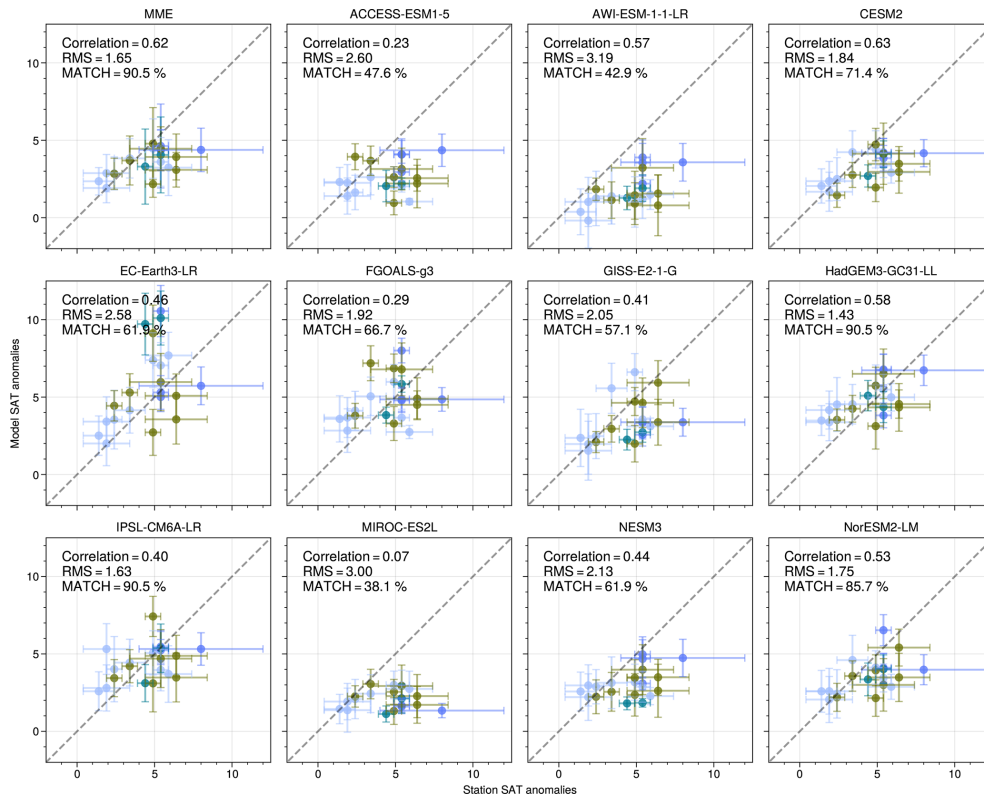 MME
Correlation = 0.62
RMS = 1.65
MATCH = 90.5 %
ACCESS-ESM1-5
Correlation = 0.23
RMS = 2.60
MATCH = 47.6 %
AWI-ESM-1-1-LR
Correlation = 0.57
RMS = 3.19
MATCH = 42.9 %
CESM2
Correlation = 0.63
RMS = 1.84
MATCH = 71.4 %
10
5
0
EC-Earth3-LR
Correlation = 0.46
RMS = 2.58
MATCH = 61.9 %
FGOALS-g3
Correlation = 0.29
RMS = 1.92
MATCH = 66.7 %
GISS-E2-1-G
Correlation = 0.41
RMS = 2.05
MATCH = 57.1 %
HadGEM3-GC31-LL
Correlation = 0.58
RMS = 1.43
MATCH = 90.5 %
10
5
0
Model SAT anomalies
IPSL-CM6A-LR
Correlation = 0.40
RMS = 1.63
MATCH = 90.5 %
MIROC-ES2L
Correlation = 0.07
RMS = 3.00
MATCH = 38.1 %
NESM3
Correlation = 0.44
RMS = 2.13
MATCH = 61.9 %
NorESM2-LM
Correlation = 0.53
RMS = 1.75
MATCH = 85.7 %
10
5
0
0 5 10
0 5 10
0 5 10
0 5 10
Station SAT anomalies